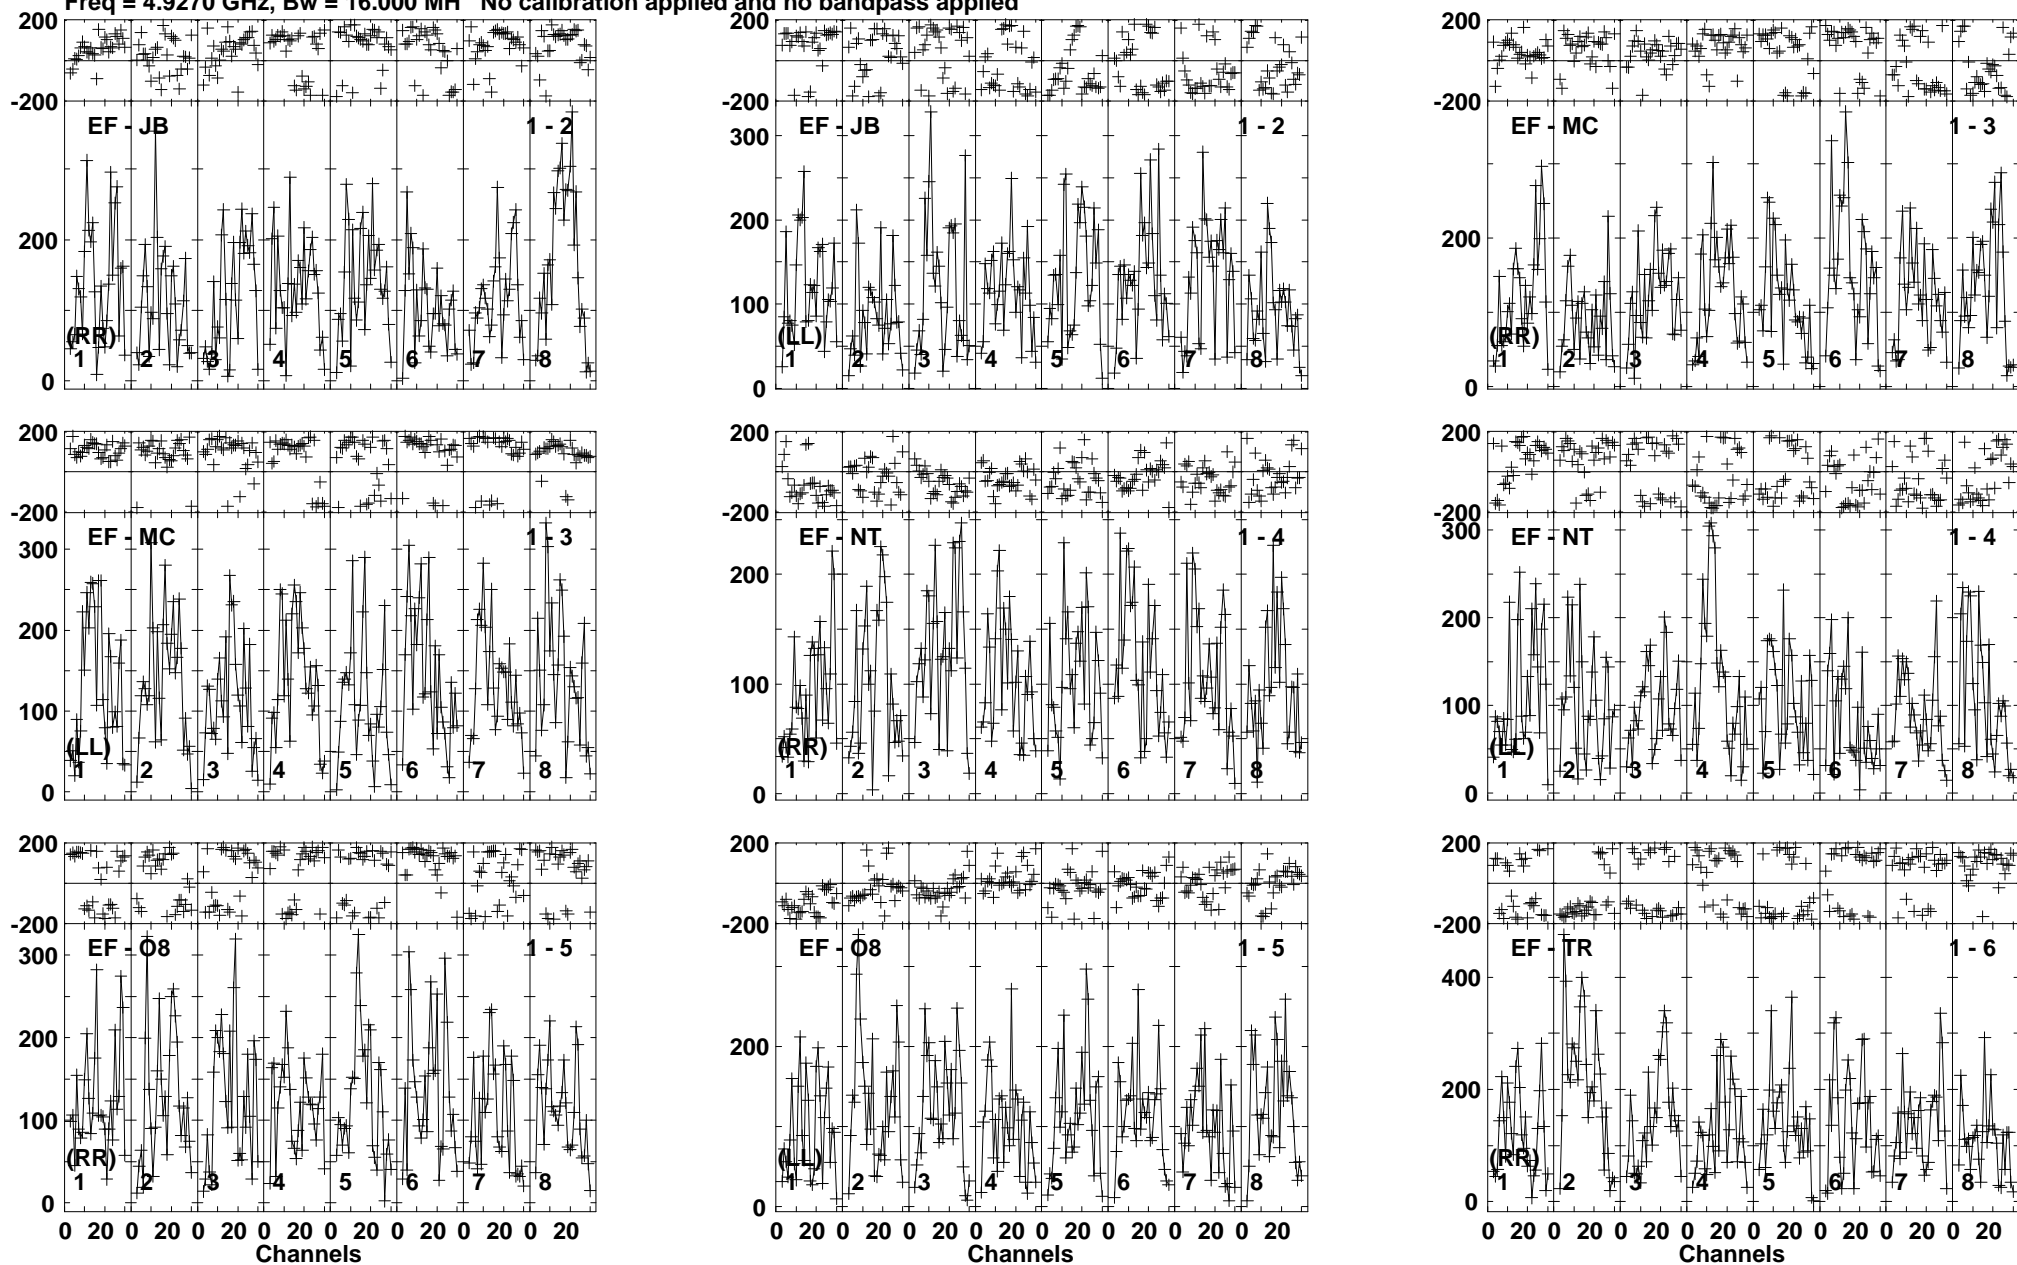 Freq = 4.9270 GHz, Bw = 16.000 MH No calibration applied and no bandpass applied
200 200
-200 -200 -200
EF - JB 1 - 2 EF - JB 1 - 2 EF - MC 1 - 3
300
200 200 200
100
(RR) (LL) (RR)
1 2 3 4 5 6 7 8 1 2 3 4 5 6 7 8 1 2 3 4 5 6 7 8
0 0 0
200 200 200
-200 -200 -200
EF - MC 1 - 3 EF - NT 1 - 4 EF - NT 1 - 4
300 300
200 200 200
100 100 100
(LL) (RR) (LL)
1 2 3 4 5 6 7 8 1 2 3 4 5 6 7 8 1 2 3 4 5 6 7 8
0 0 0
200 200 200
-200 -200 -200
EF - O8 1 - 5 EF - O8 1 - 5 EF - TR 1 - 6
300 400
200 200 200
100
(RR) (LL) (RR)
1 2 3 4 5 6 7 8 1 2 3 4 5 6 7 8 1 2 3 4 5 6 7 8
0 0 0
0 20 0 20 0 20 0 20 0 20 0 20 0 20 0 20 0 20 0 20 0 20 0 20 0 20 0 20 0 20 0 20 0 20 0 20 0 20 0 20 0 20 0 20 0 20 0 20
Channels Channels Channels